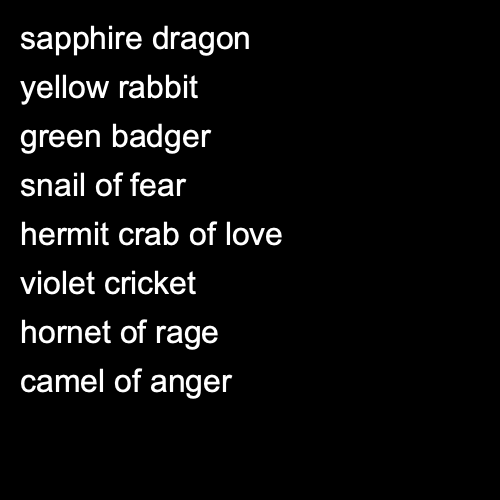 sapphire dragon
yellow rabbit
green badger
snail of fear
hermit crab of love
violet cricket
hornet of rage
camel of anger